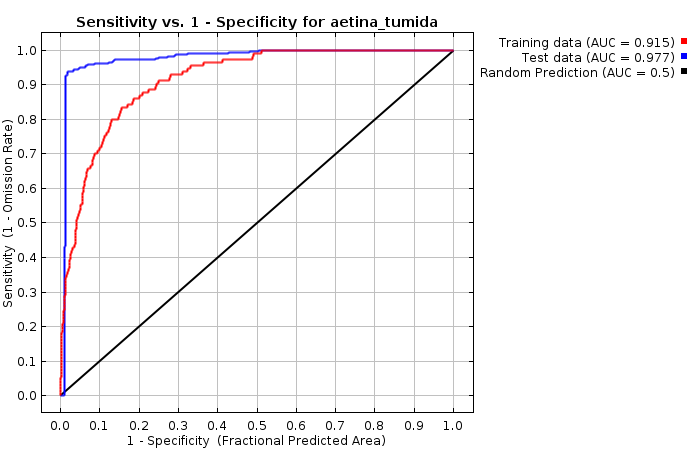 Sensitivity vs. 1 - Specificity for aetina_tumida
Training data (AUC = 0.915)
Test data (AUC = 0.977)
Random Prediction (AUC = 0.5)
Sensitivity (1 - Omission Rate)
1.0
0.9
0.8
0.7
0.6
0.5
0.4
0.3
0.2
0.1
0.0
0.0 0.1 0.2 0.3 0.4 0.5 0.6 0.7 0.8 0.9 1.0
1 - Specificity (Fractional Predicted Area)